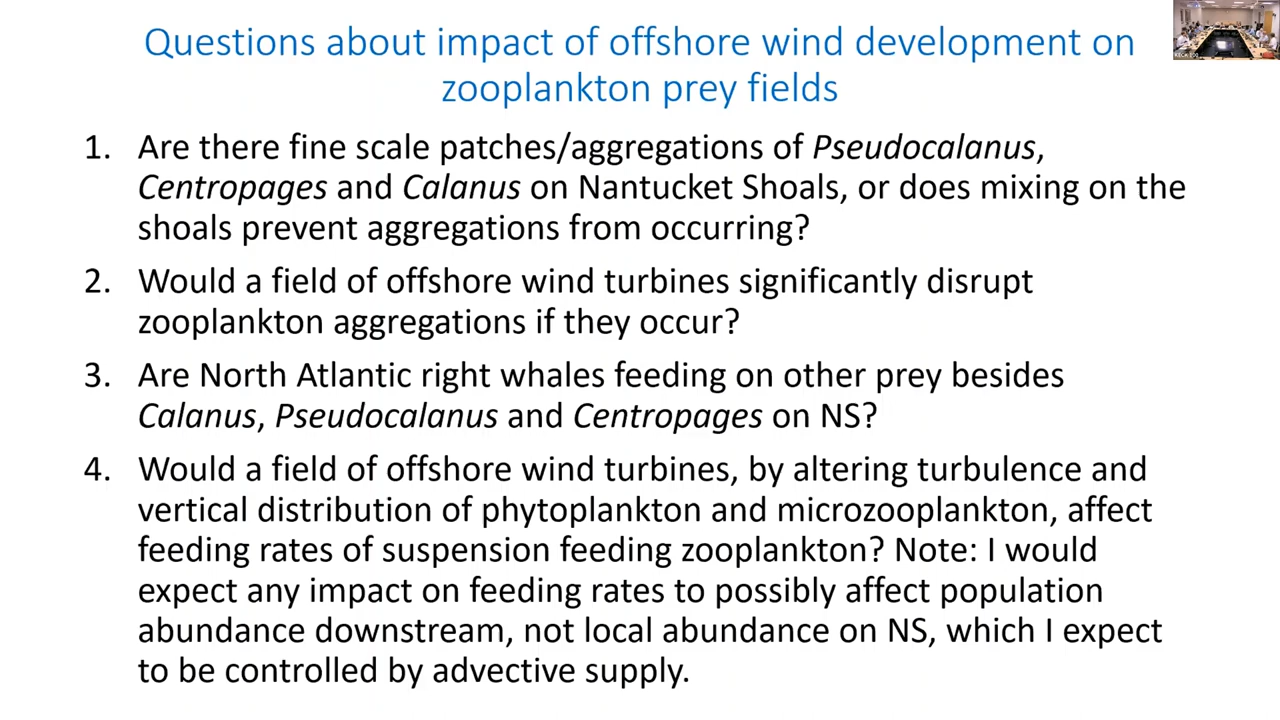 Questions about impact of offshore wind development on
zooplankton prey fields
1. Are there fine scale patches/aggregations of Pseudocalanus,
Centropages and Calanus on Nantucket Shoals, or does mixing on the
shoals prevent aggregations from occurring?
2. Would a field of offshore wind turbines significantly disrupt
zooplankton aggregations if they occur?
3. Are North Atlantic right whales feeding on other prey besides
Calanus, Pseudocalanus and Centropages on NS?
4. Would a field of offshore wind turbines, by altering turbulence and
vertical distribution of phytoplankton and microzooplankton, affect
feeding rates of suspension feeding zooplankton? Note: I would
expect any impact on feeding rates to possibly affect population
abundance downstream, not local abundance on NS, which I expect
to be controlled by advective supply.